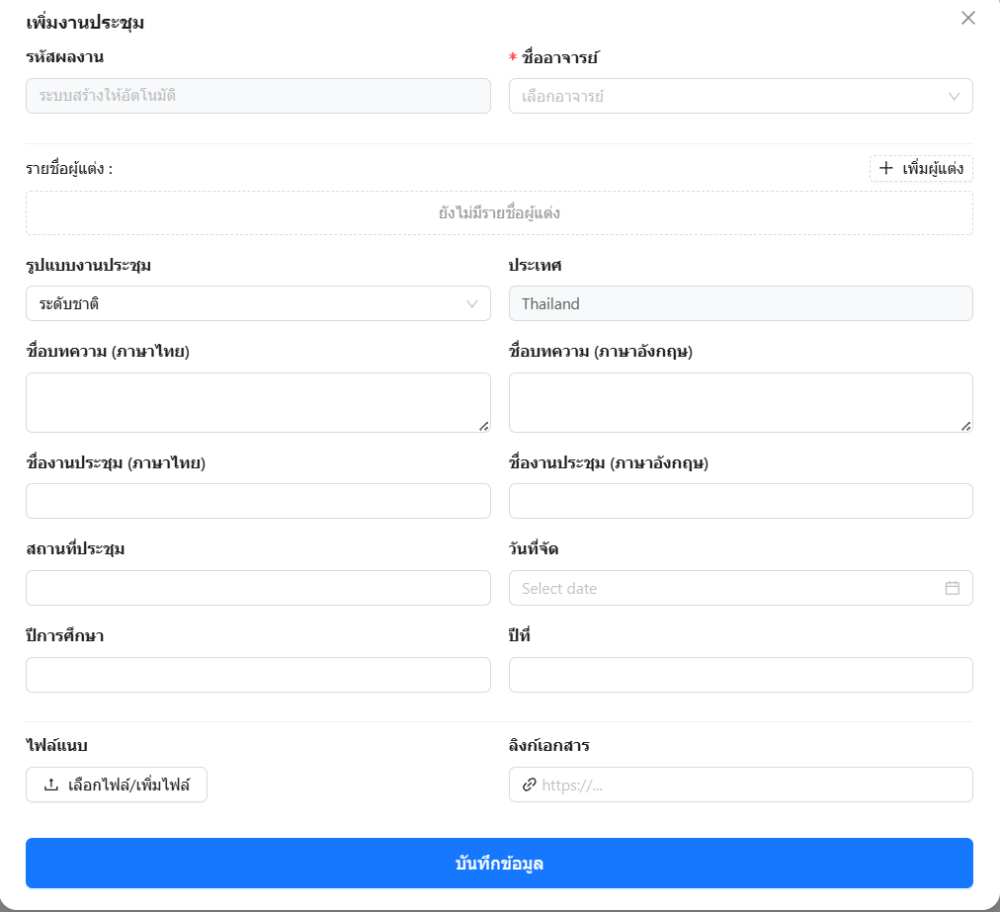 เพิ่มงานประชุม
รหัสผลงาน
* ชื่ออาจารย์
ระบบสร้างให้อัตโนมัติ
เลือกอาจารย์
รายชื่อผู้แต่ง :
เพิ่มผู้แต่ง
ยังไม่มีรายชื่อผู้แต่ง
รูปแบบงานประชุม
ประเทศ
ระดับชาติ
Thailand
ชื่อบทความ (ภาษาไทย)
ชื่อบทความ (ภาษาอังกฤษ)
ชื่องานประชุม (ภาษาไทย)
ชื่องานประชุม (ภาษาอังกฤษ)
สถานที่ประชุม
วันที่จัด
Select date
ปีการศึกษา
ปีที่
ไฟล์แนบ
ลิงก์เอกสาร
เลือกไฟล์/เพิ่มไฟล์
https://...
บันทึกข้อมูล